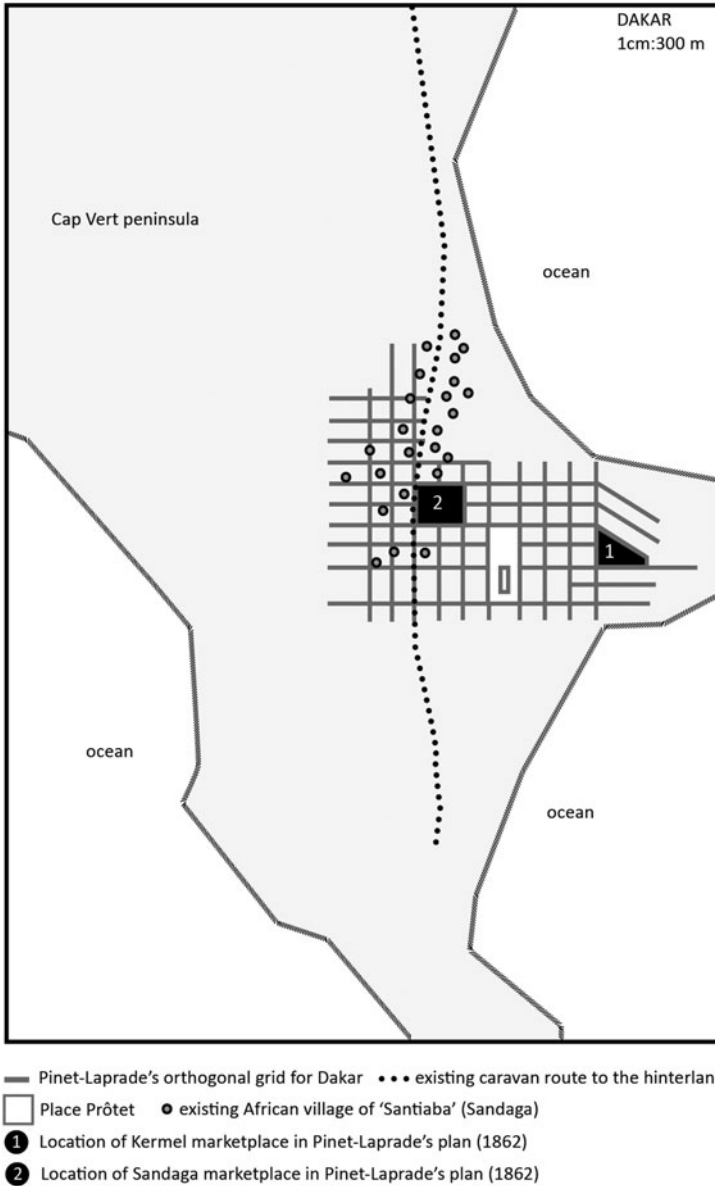 DAKAR
1cm:300 m
Cap Vert peninsula
ocean
2
1
ocean
ocean
Pinet-Laprade's orthogonal grid for Dakar existing caravan route to the hinterlan
Place Prôtet existing African village of 'Santiaba' (Sandaga)
1 Location of Kermel marketplace in Pinet-Laprade's plan (1862)
2 Location of Sandaga marketplace in Pinet-Laprade's plan (1862)